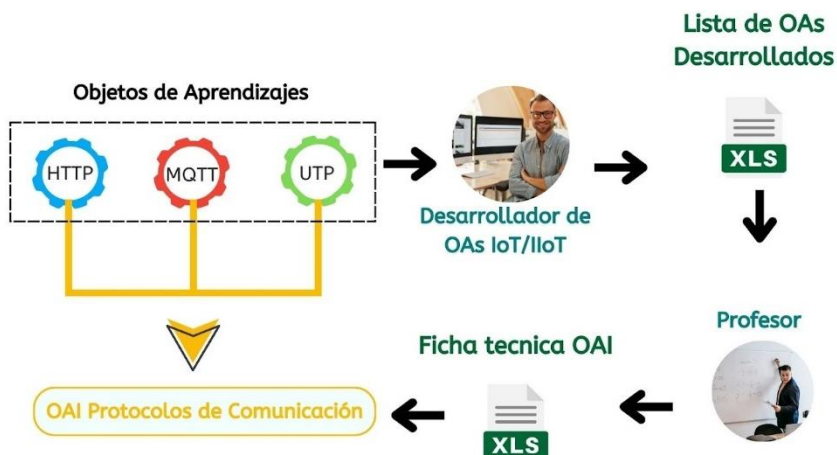 Objetos de Aprendizajes
HTTP
MQTT
UTP
Desarrollador de
OAs IoT/IIoT
Lista de OAs
Desarrollados
XLS
Profesor
Ficha tecnica OAI
XLS
OAI Protocolos de Comunicación